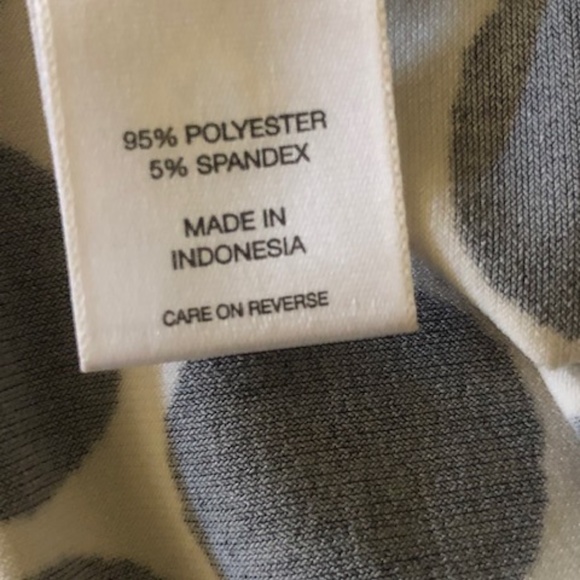 95% POLYESTER
5% SPANDEX
MADE IN
INDONESIA
CARE ON REVERSE